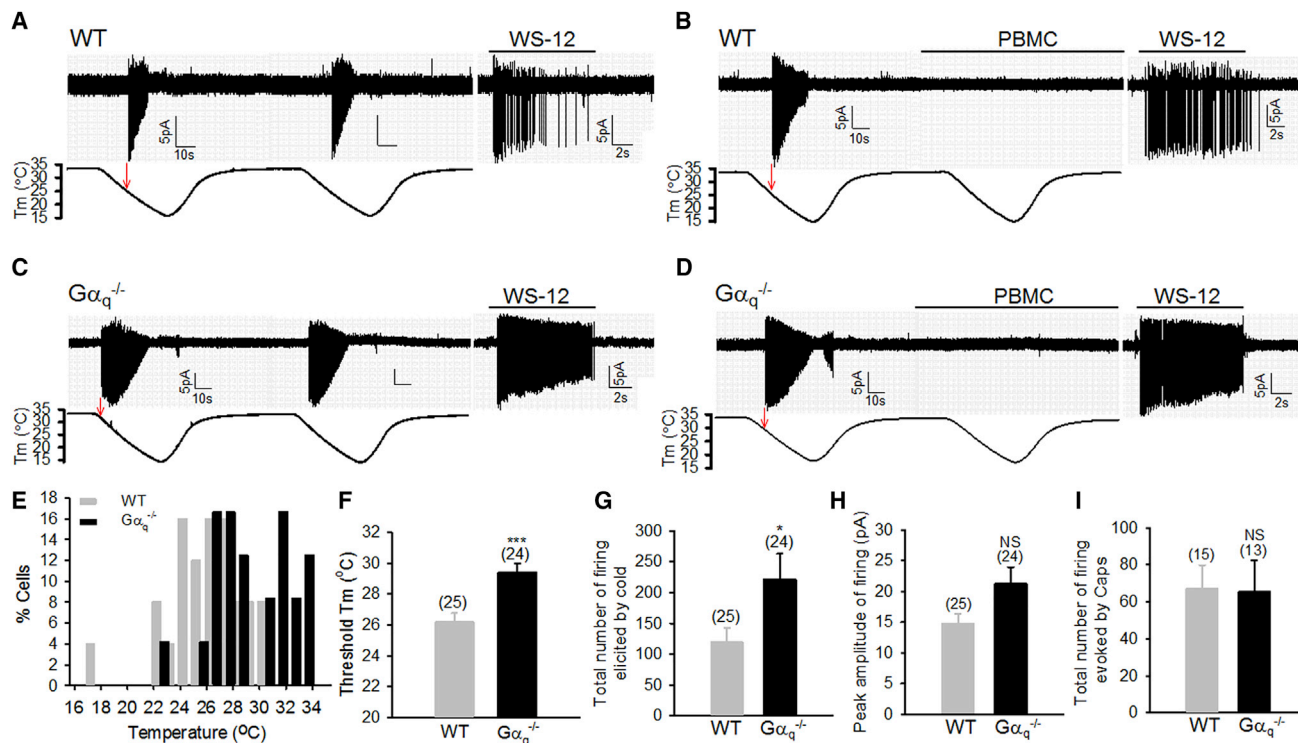 A
WT
WS-12
5pA
10s
5pA
2s
Tm (°C)
35
30
25
20
15
B
WT
PBMC
WS-12
5pA
10s
5pA
2s
Tm (°C)
35
30
25
20
15
C
Gαq-/-
WS-12
5pA
10s
5pA
2s
Tm (°C)
35
30
25
20
15
D
Gαq-/-
PBMC
WS-12
5pA
10s
5pA
2s
Tm (°C)
35
30
25
20
15
E
WT
Gαq-/-
% Cells
18
16
14
12
10
8
6
4
2
0
16 18 20 22 24 26 28 30 32 34
Temperature (°C)
F
Threshold Tm (°C)
32
30
28
26
24
22
20
(25)
***
(24)
WT Gαq-/-
G
Total number of firing
elicited by cold
300
250
200
150
100
50
0
(25)
*
(24)
WT Gαq-/-
H
Peak amplitude of firing (pA)
30
25
20
15
10
5
0
(25)
NS
(24)
WT Gαq-/-
I
Total number of firing
evoked by Caps
100
80
60
40
20
0
(15)
NS
(13)
WT Gαq-/-